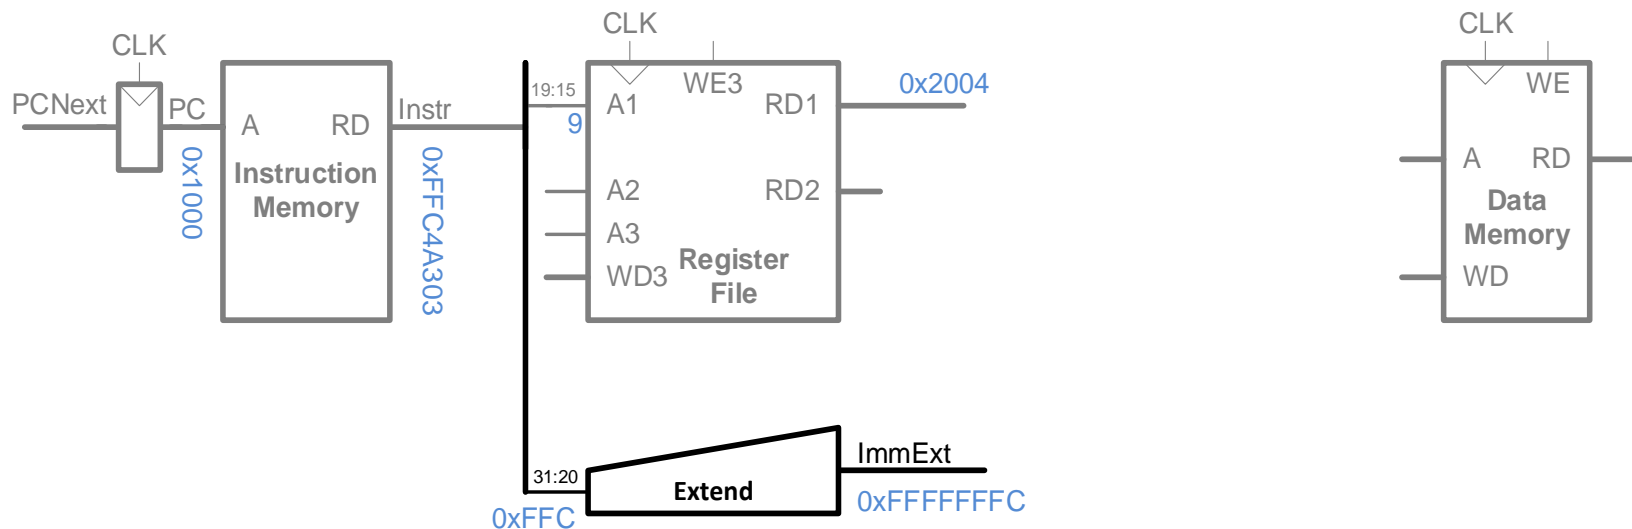 CLK
CLK
CLK
PCNext
PC
A
RD
Instr
Instruction
Memory
0x1000
0xFFC4A303
19:15
9
A1
WE3
RD1
0x2004
A2
RD2
A3
WD3
Register
File
WE
A
RD
Data
Memory
WD
31:20
0xFFC
Extend
ImmExt
0xFFFFFFFC